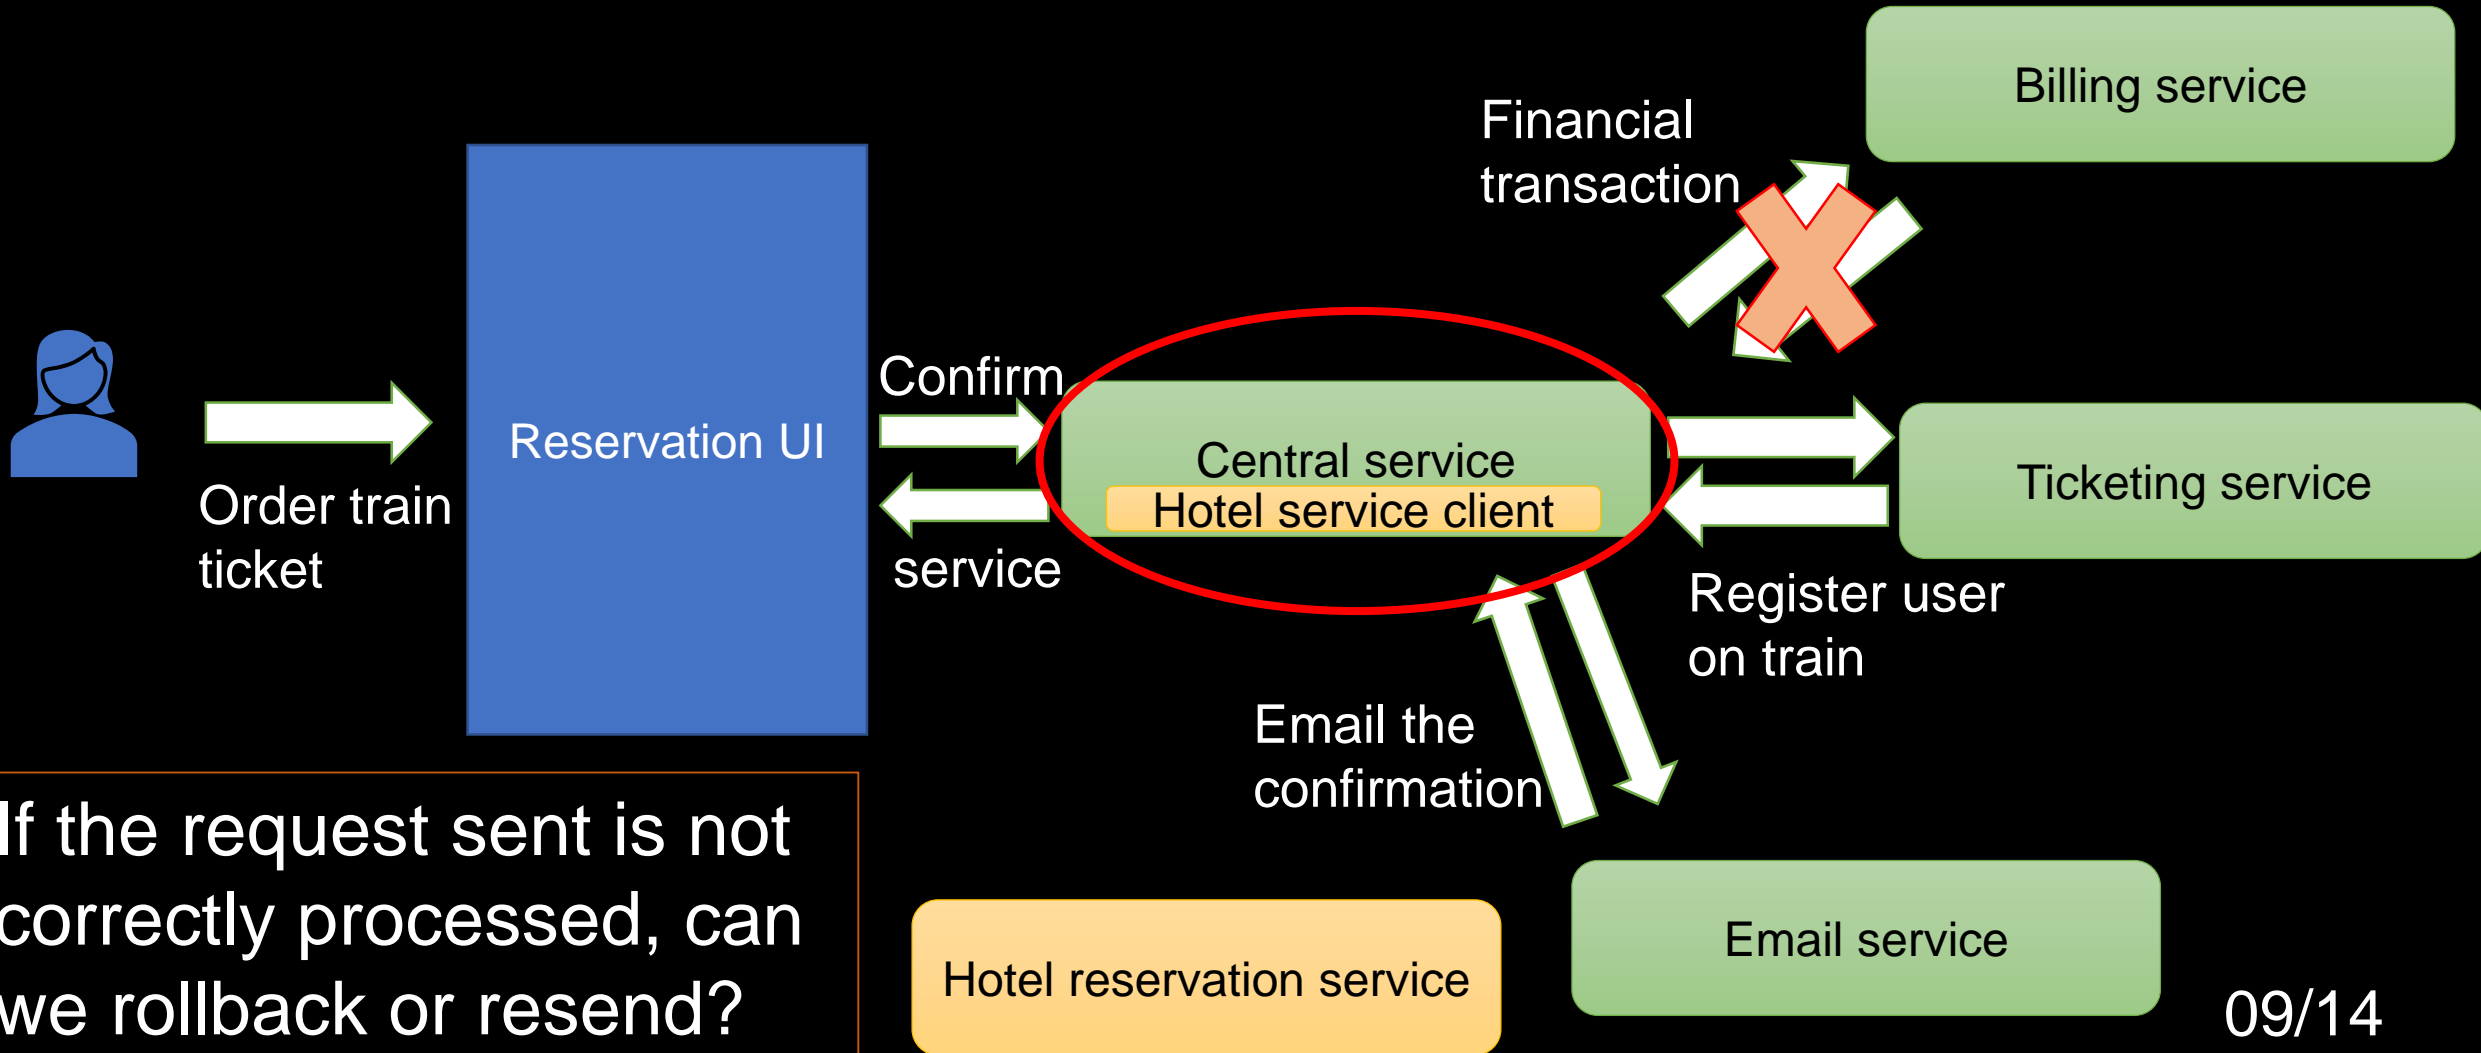 Billing service
Financial
transaction
Reservation UI
Confirm
Central service
Hotel service client
Ticketing service
Order train
ticket
service
Register user
on train
Email the
confirmation
If the request sent is not
correctly processed, can
we rollback or resend?
Hotel reservation service
Email service
09/14